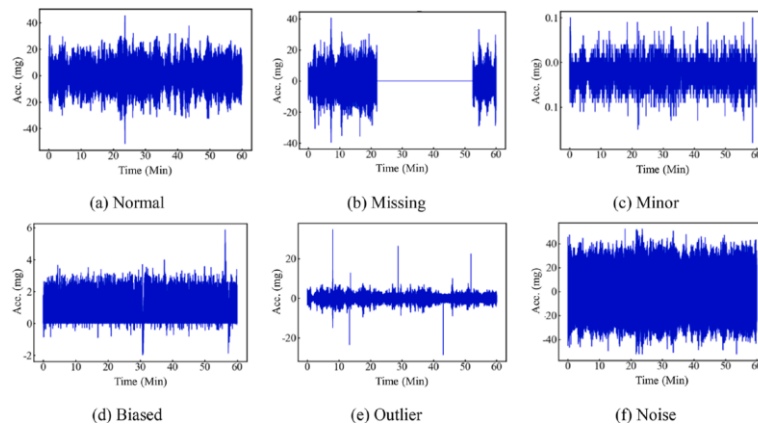 Acc. (mg)
40
20
0
20
-40
0 10 20 30 40 50 60
Time (Min)
(a) Normal
Acc. (mg)
40
20
0
-20
-40
0 10 20 30 40 50 60
Time (Min)
(b) Missing
Acc. (mg)
0.1
0.0
0.1
0 10 20 30 40 50 60
Time (Min)
(c) Minor
Acc. (mg)
6
4
2
0
-2
0 10 20 30 40 50 60
Time (Min)
(d) Biased
Acc. (mg)
20
0
-20
0 10 20 30 40 50 60
Time (Min)
(e) Outlier
Acc. (mg)
40
20
0
-20
-40
0 10 20 30 40 50 60
Time (Min)
(f) Noise